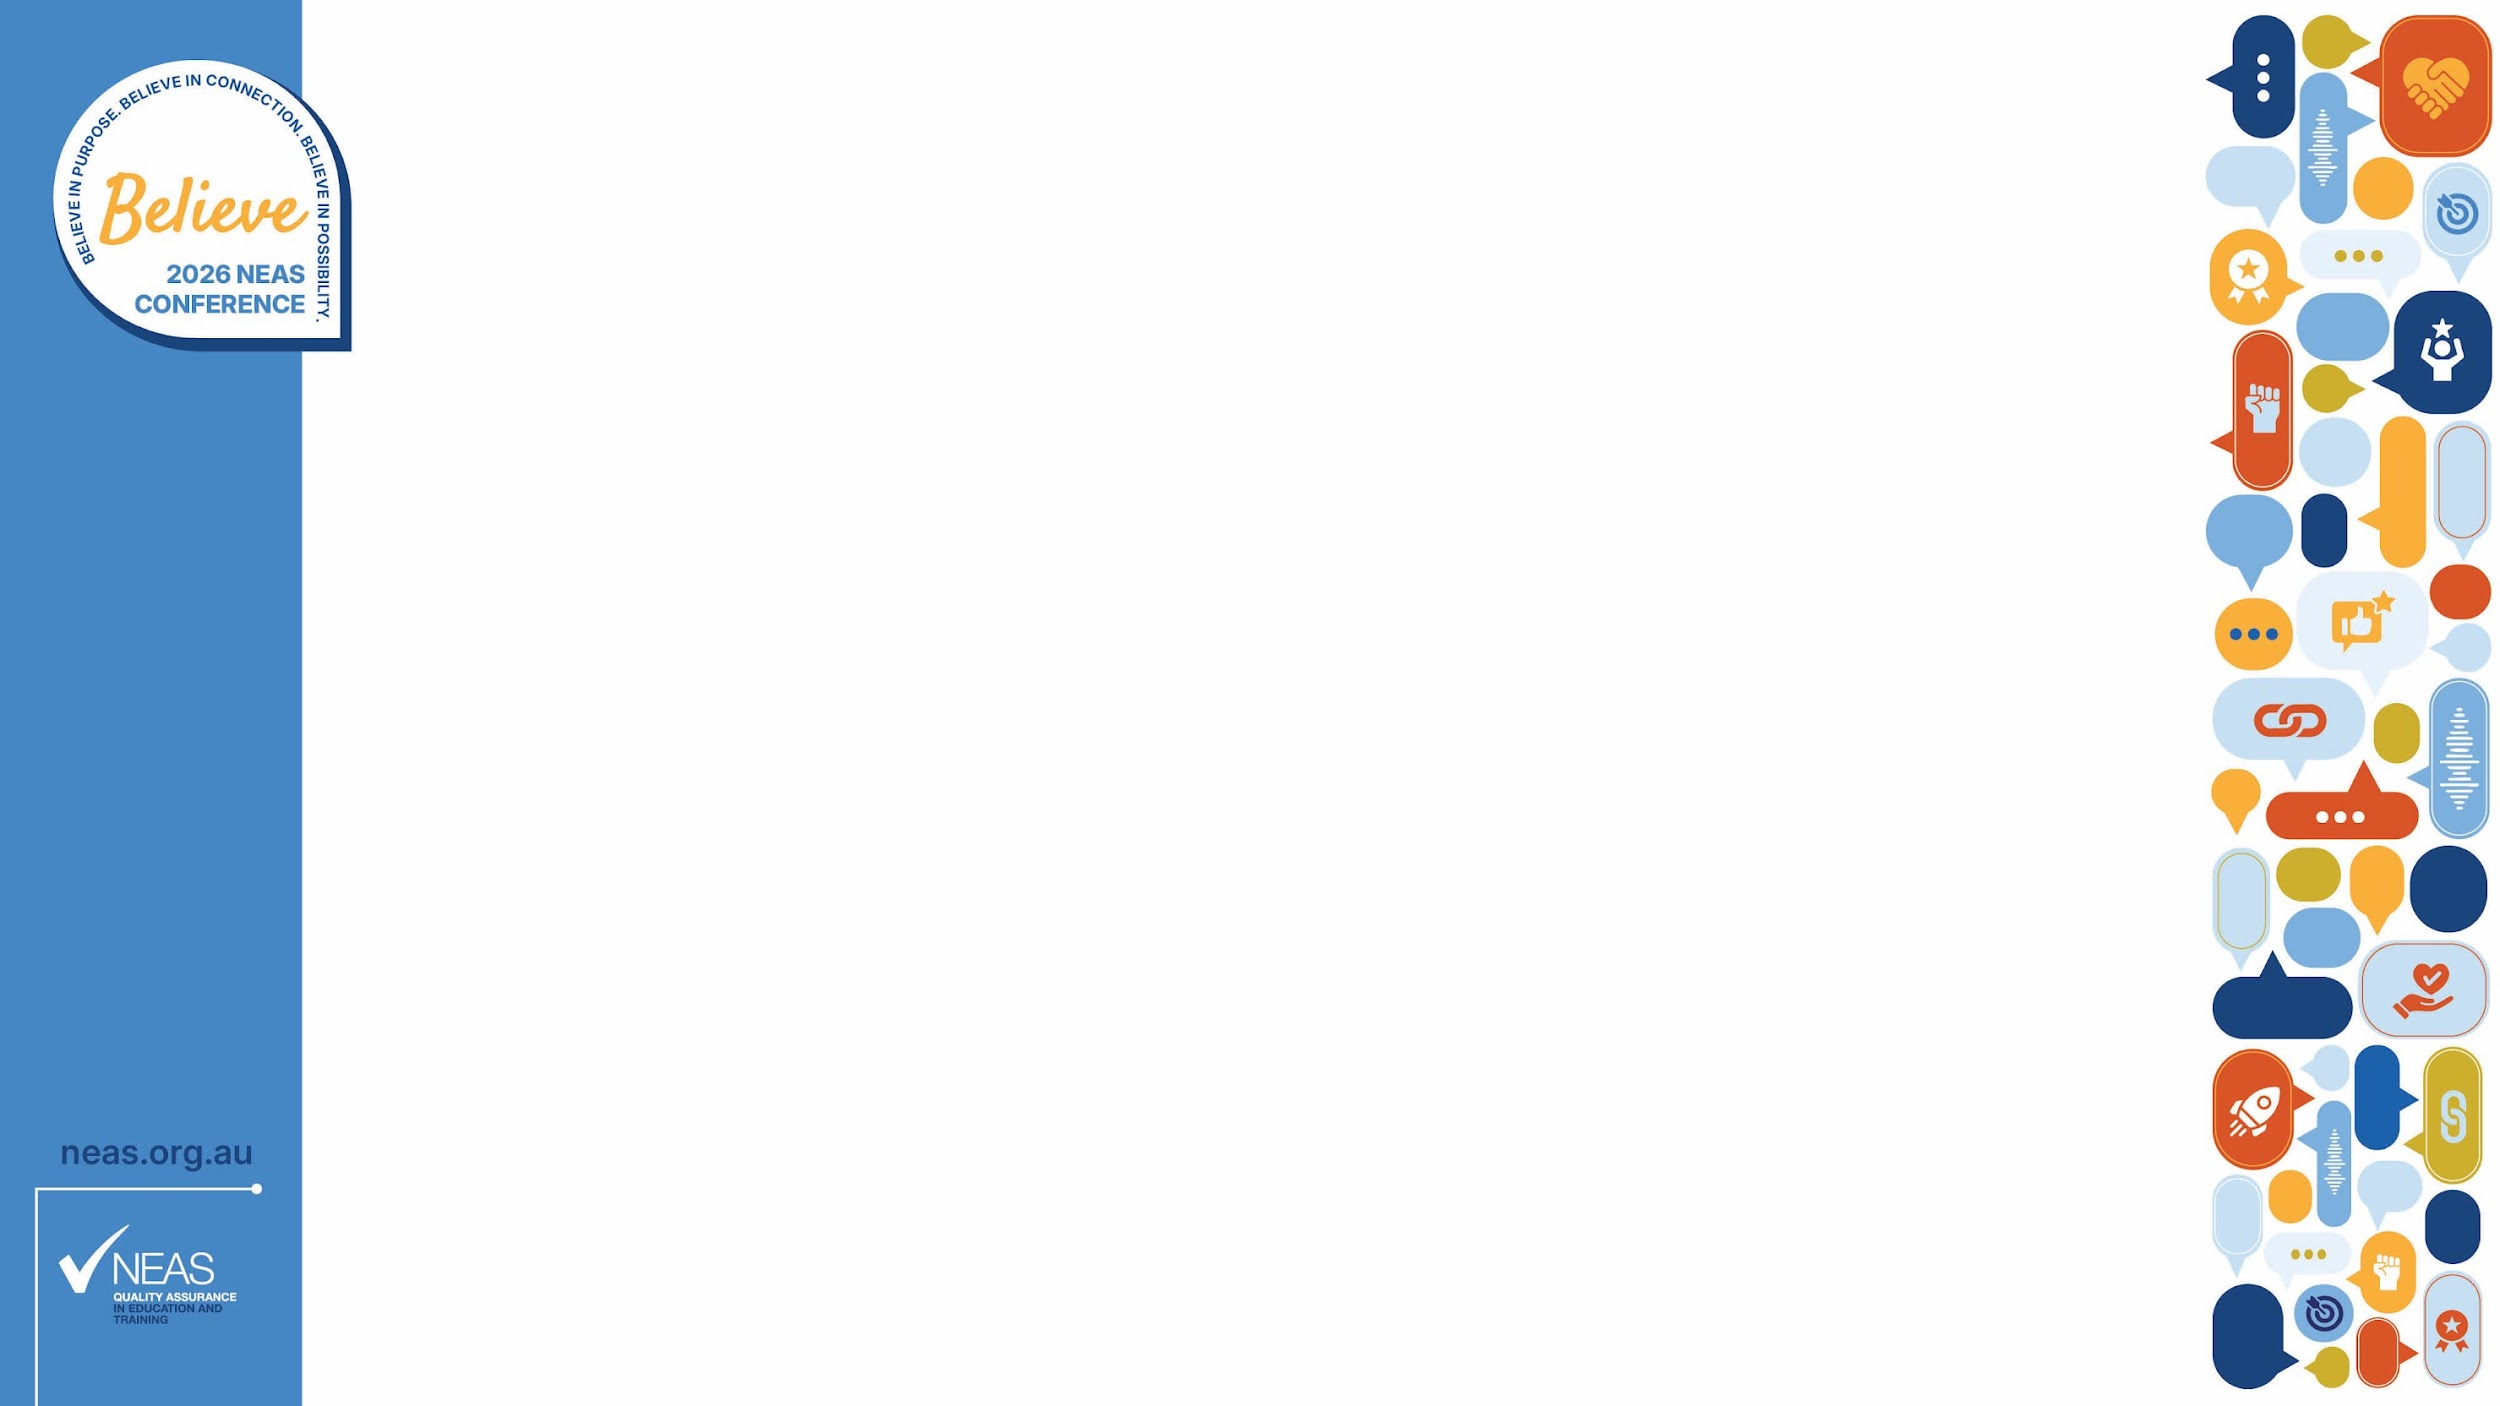 BELIEVE IN PURPOSE. BELIEVE IN CONNECTION. BELIEVE IN POSSIBILITY.
Believe
2026 NEAS
CONFERENCE
neas.org.au
NEAS
QUALITY ASSURANCE
IN EDUCATION AND
TRAINING